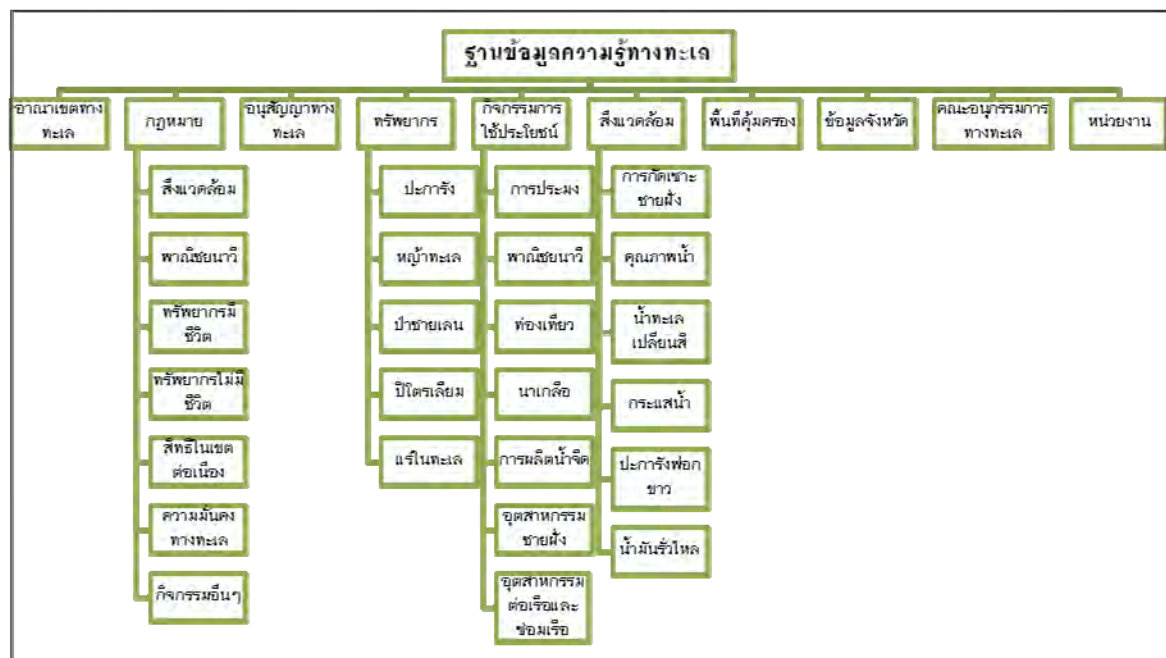 ฐานข้อมูลความรู้ทางทะเล
อาณาเขตทาง
ทะเล
กฎหมาย
อนุสัญญาทาง
ทะเล
ทรัพยากร
กิจกรรมการ
ใช้ประโยชน์
สิ่งแวดล้อม
พื้นที่คุ้มครอง
ข้อมูลจังหวัด
คณะอนุกรรมการ
ทางทะเล
หน่วยงาน
สิ่งแวดล้อม
พาณิชยนาวี
ทรัพยากรมี
ชีวิต
ทรัพยากรไม่มี
ชีวิต
สิทธิในเขต
ต่อเนื่อง
ความมั่นคง
ทางทะเล
กิจกรรมอื่นๆ
ปะการัง
หญ้าทะเล
ป่าชายเลน
ปิโตรเลียม
แร่ในทะเล
การประมง
พาณิชยนาวี
ท่องเที่ยว
นาเกลือ
การผลิตน้ำจืด
อุตสาหกรรม
ชายฝั่ง
อุตสาหกรรม
ต่อเรือและ
ซ่อมเรือ
การกัดเซาะ
ชายฝั่ง
คุณภาพน้ำ
น้ำทะเล
เปลี่ยนสี
กระแสน้ำ
ปะการังฟอก
ขาว
น้ำมันรั่วไหล